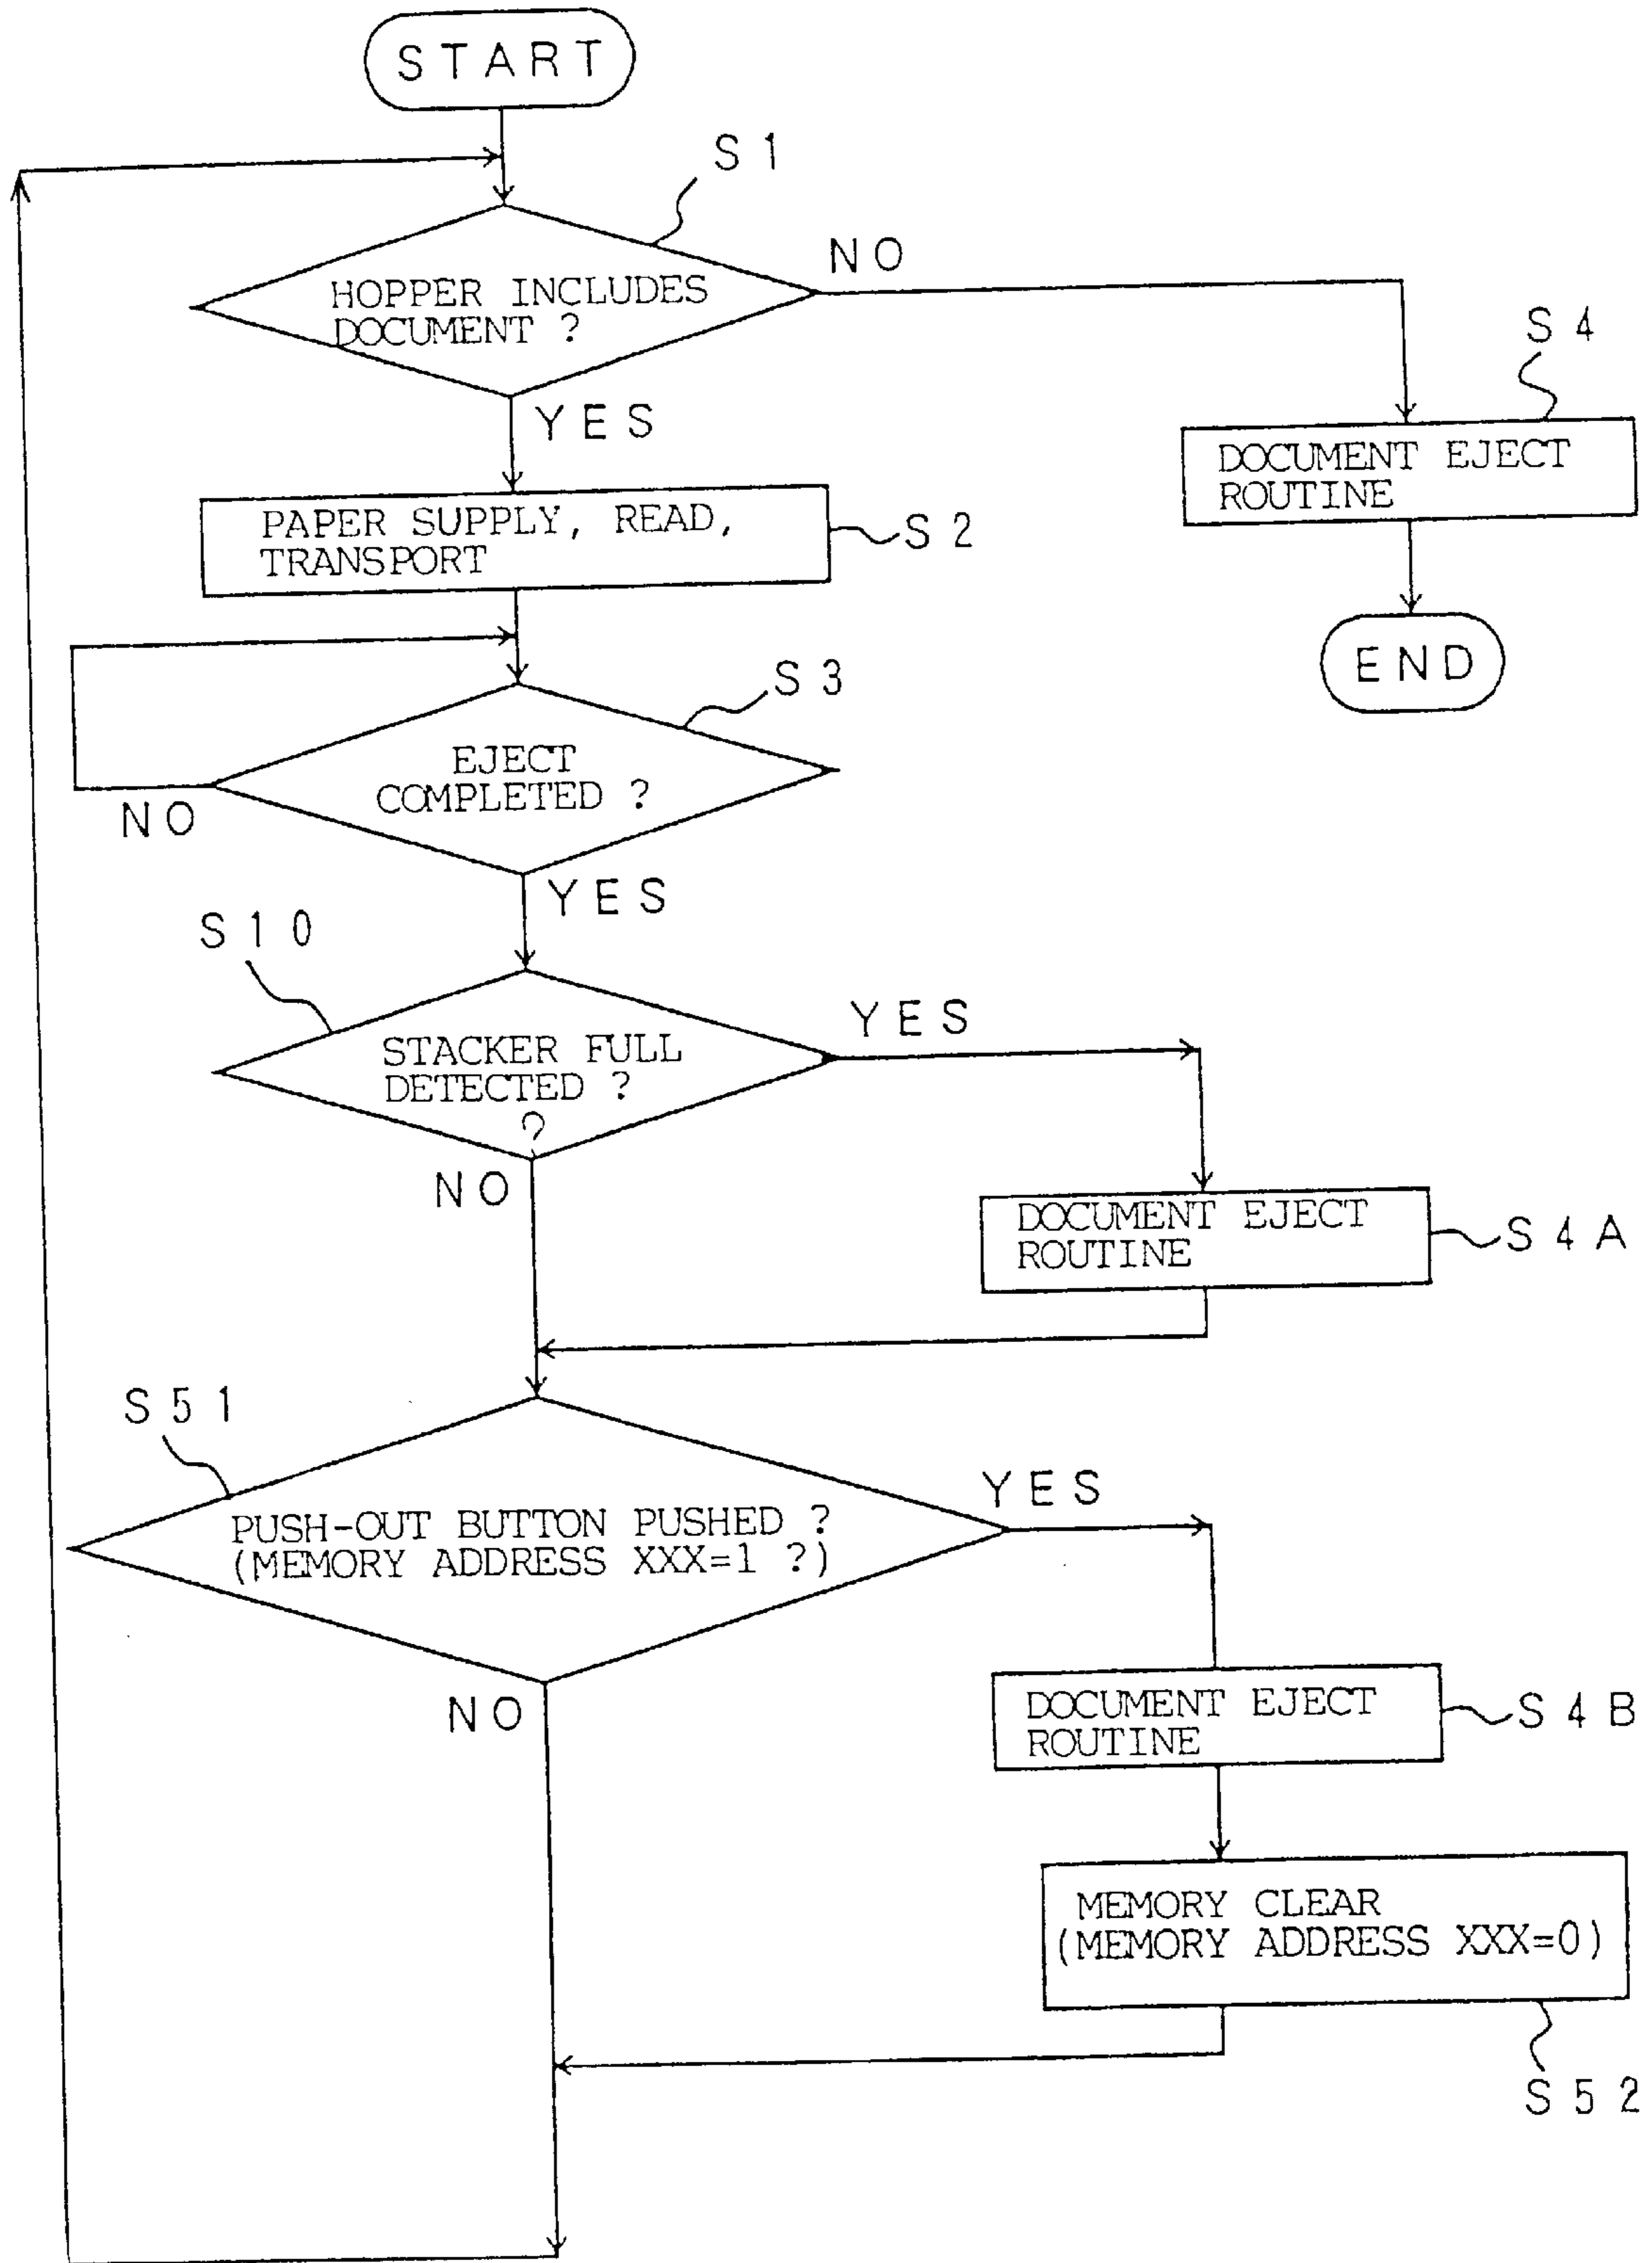 START
S1
NO
HOPPER INCLUDES
DOCUMENT ?
S4
YES
DOCUMENT EJECT
ROUTINE
PAPER SUPPLY, READ,
TRANSPORT
S2
END
S3
EJECT
COMPLETED ?
NO
YES
S10
YES
STACKER FULL
DETECTED ?
?
NO
DOCUMENT EJECT
ROUTINE
S4A
S51
YES
PUSH-OUT BUTTON PUSHED ?
(MEMORY ADDRESS XXX=1 ?)
NO
DOCUMENT EJECT
ROUTINE
S4B
MEMORY CLEAR
(MEMORY ADDRESS XXX=0)
S52